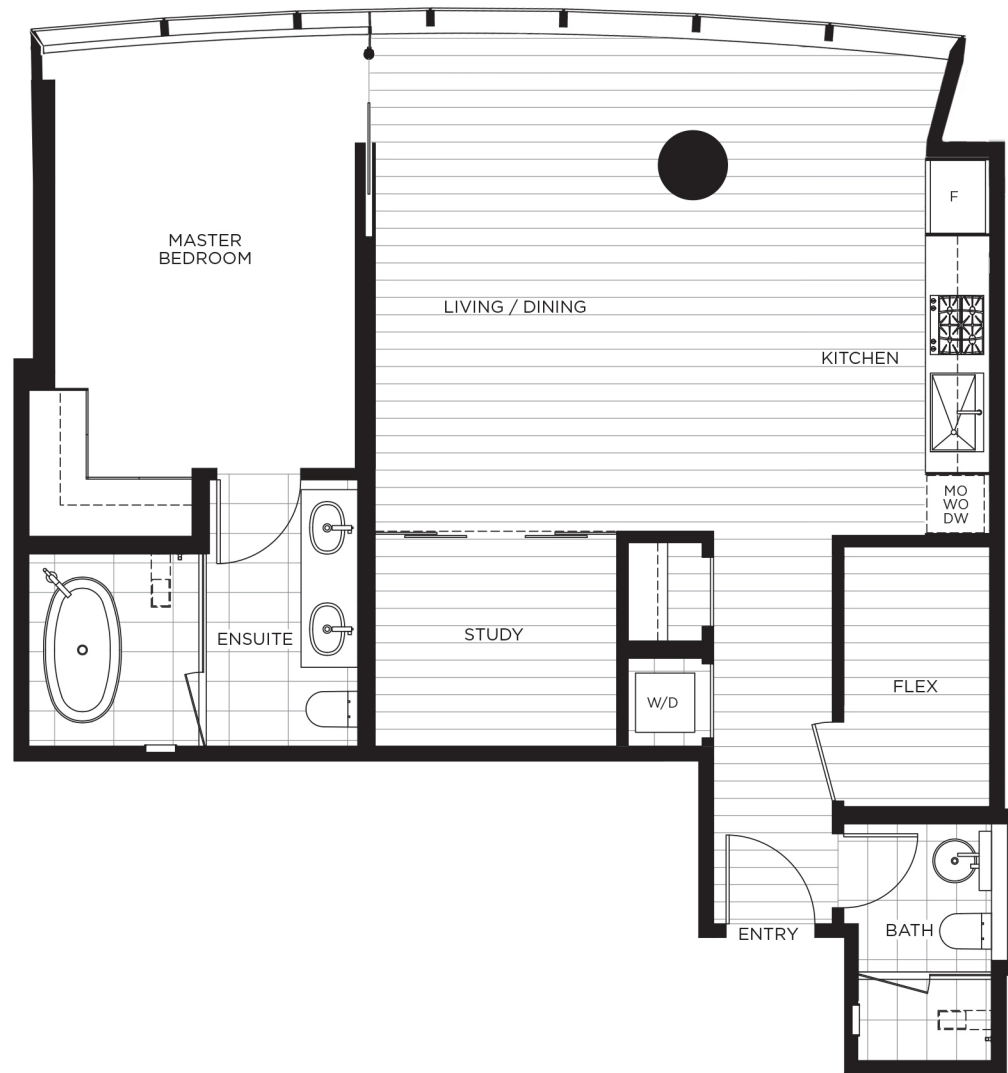 MASTER
BEDROOM
F
LIVING / DINING
KITCHEN
MO
WO
DW
ENSUITE
STUDY
W/D
FLEX
ENTRY
BATH